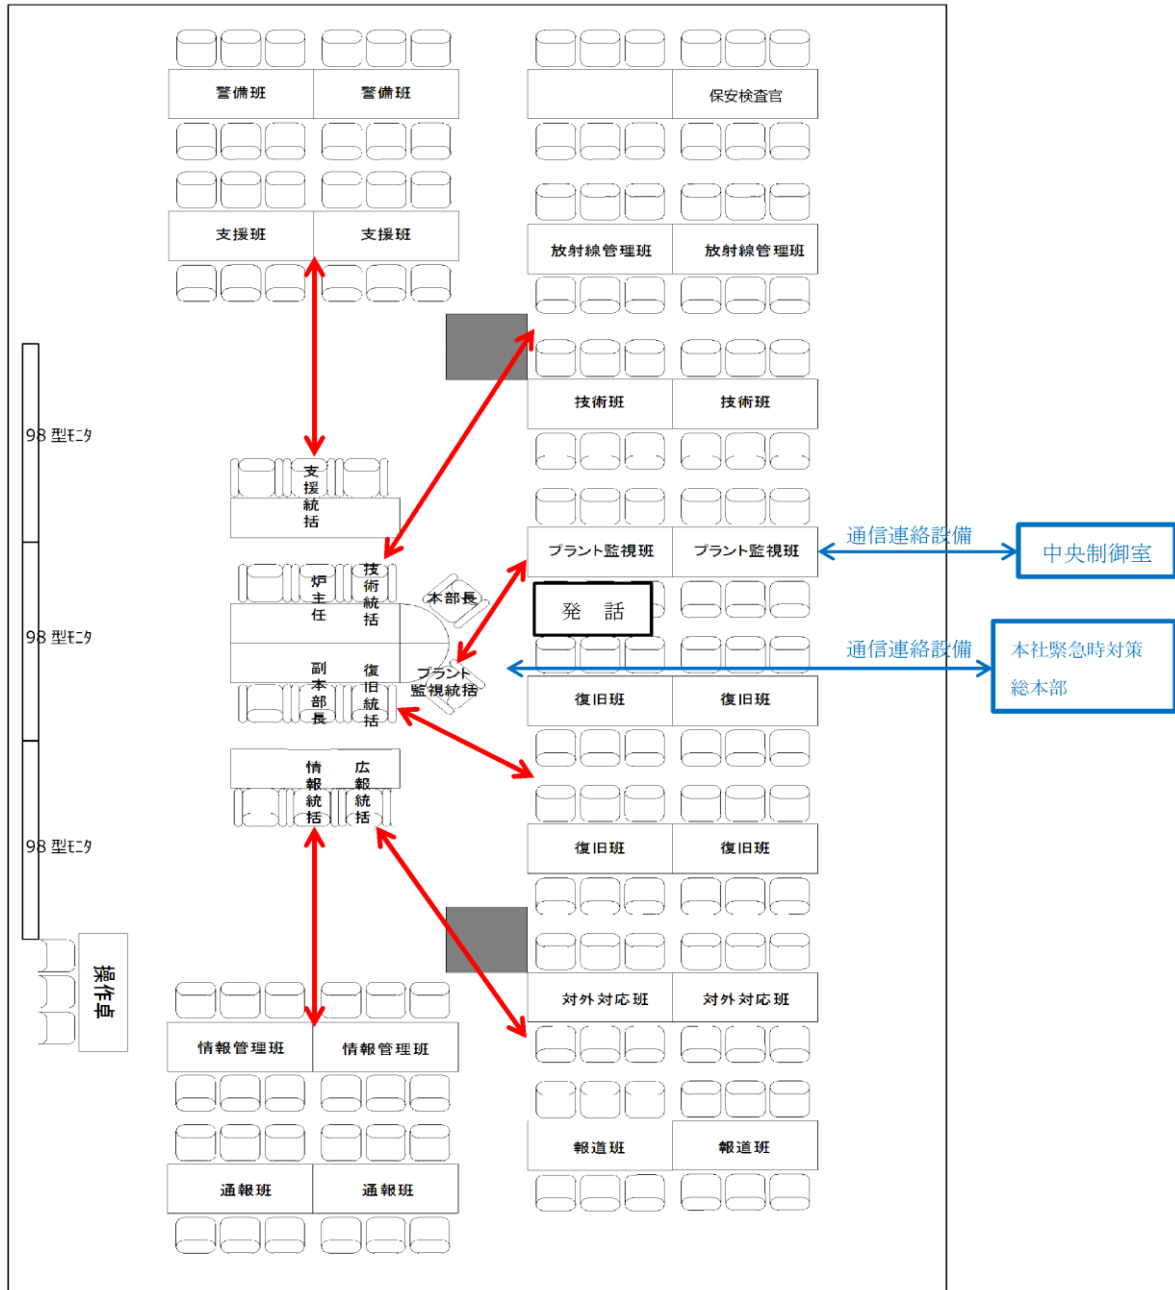 警備班
警備班
保安検査官
支援班
支援班
放射線管理班
放射線管理班
技術班
技術班
98 型ﾓﾆﾀ
支援統括
プラント監視班
プラント監視班
通信連絡設備
中央制御室
炉主任
技術統括
本部長
発 話
98 型ﾓﾆﾀ
副本部長
復旧統括
プラント
監視統括
通信連絡設備
本社緊急時対策
総本部
復旧班
復旧班
情報統括
広報統括
98 型ﾓﾆﾀ
復旧班
復旧班
操作卓
対外対応班
対外対応班
情報管理班
情報管理班
報道班
報道班
通報班
通報班